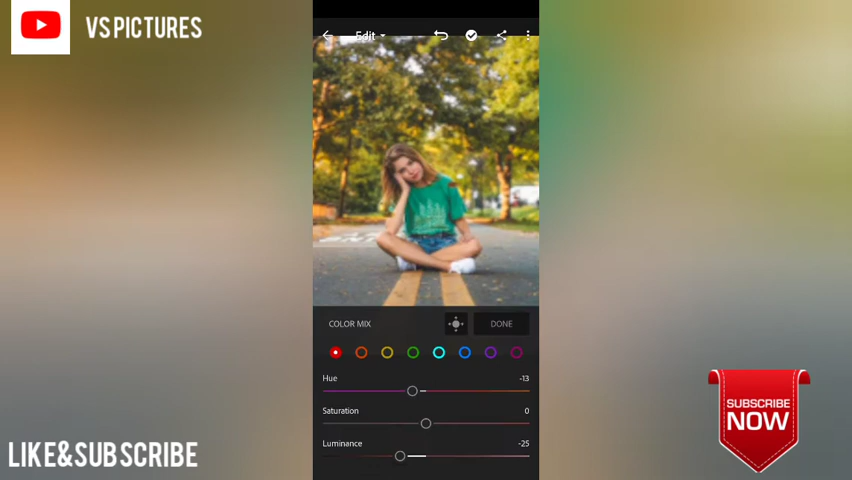 VS PICTURES
Edit
COLOR MIX
DONE
Hue -13
Saturation 0
Luminance -25
LIKE&SUBSCRIBE
SUBSCRIBE
NOW